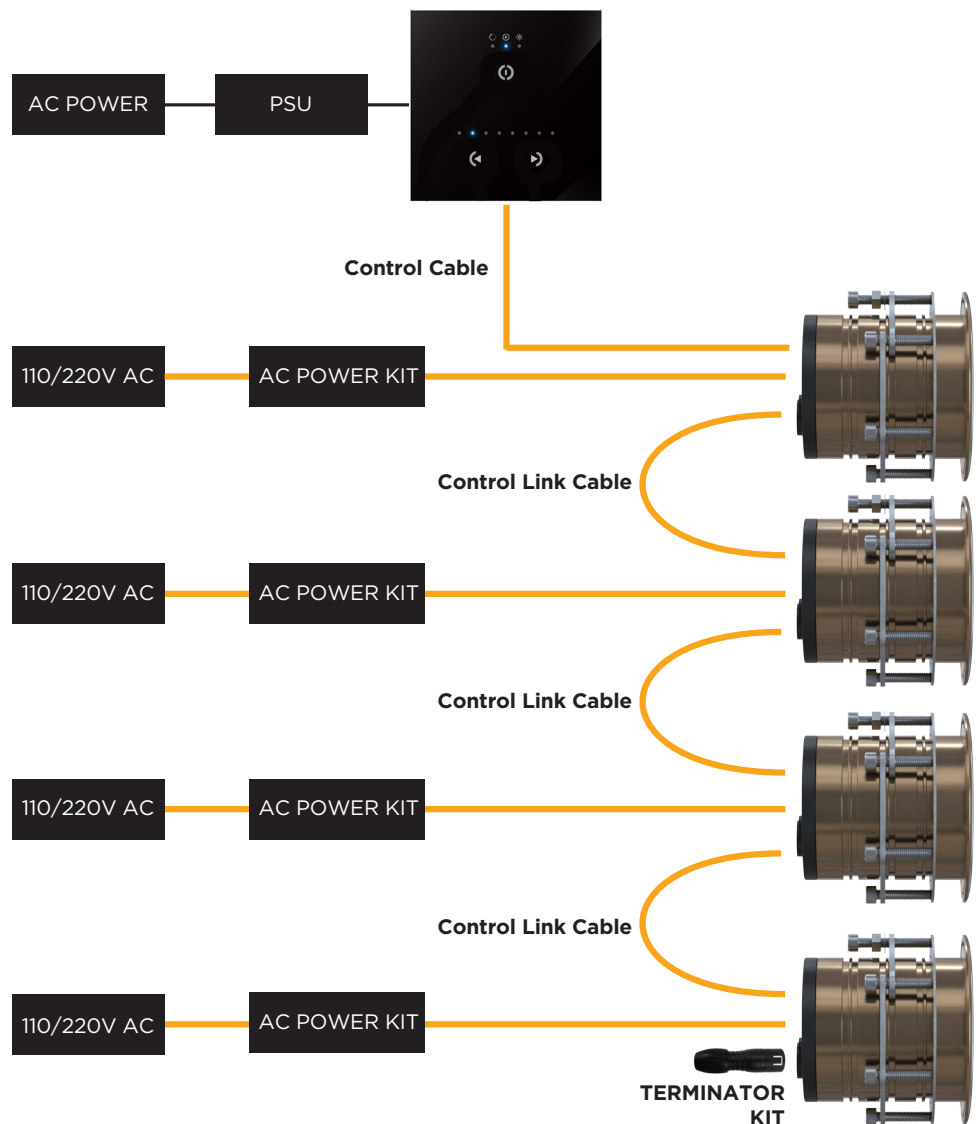 AC POWER
PSU
Control Cable
110/220V AC
AC POWER KIT
Control Link Cable
110/220V AC
AC POWER KIT
Control Link Cable
110/220V AC
AC POWER KIT
Control Link Cable
110/220V AC
AC POWER KIT
TERMINATOR
KIT